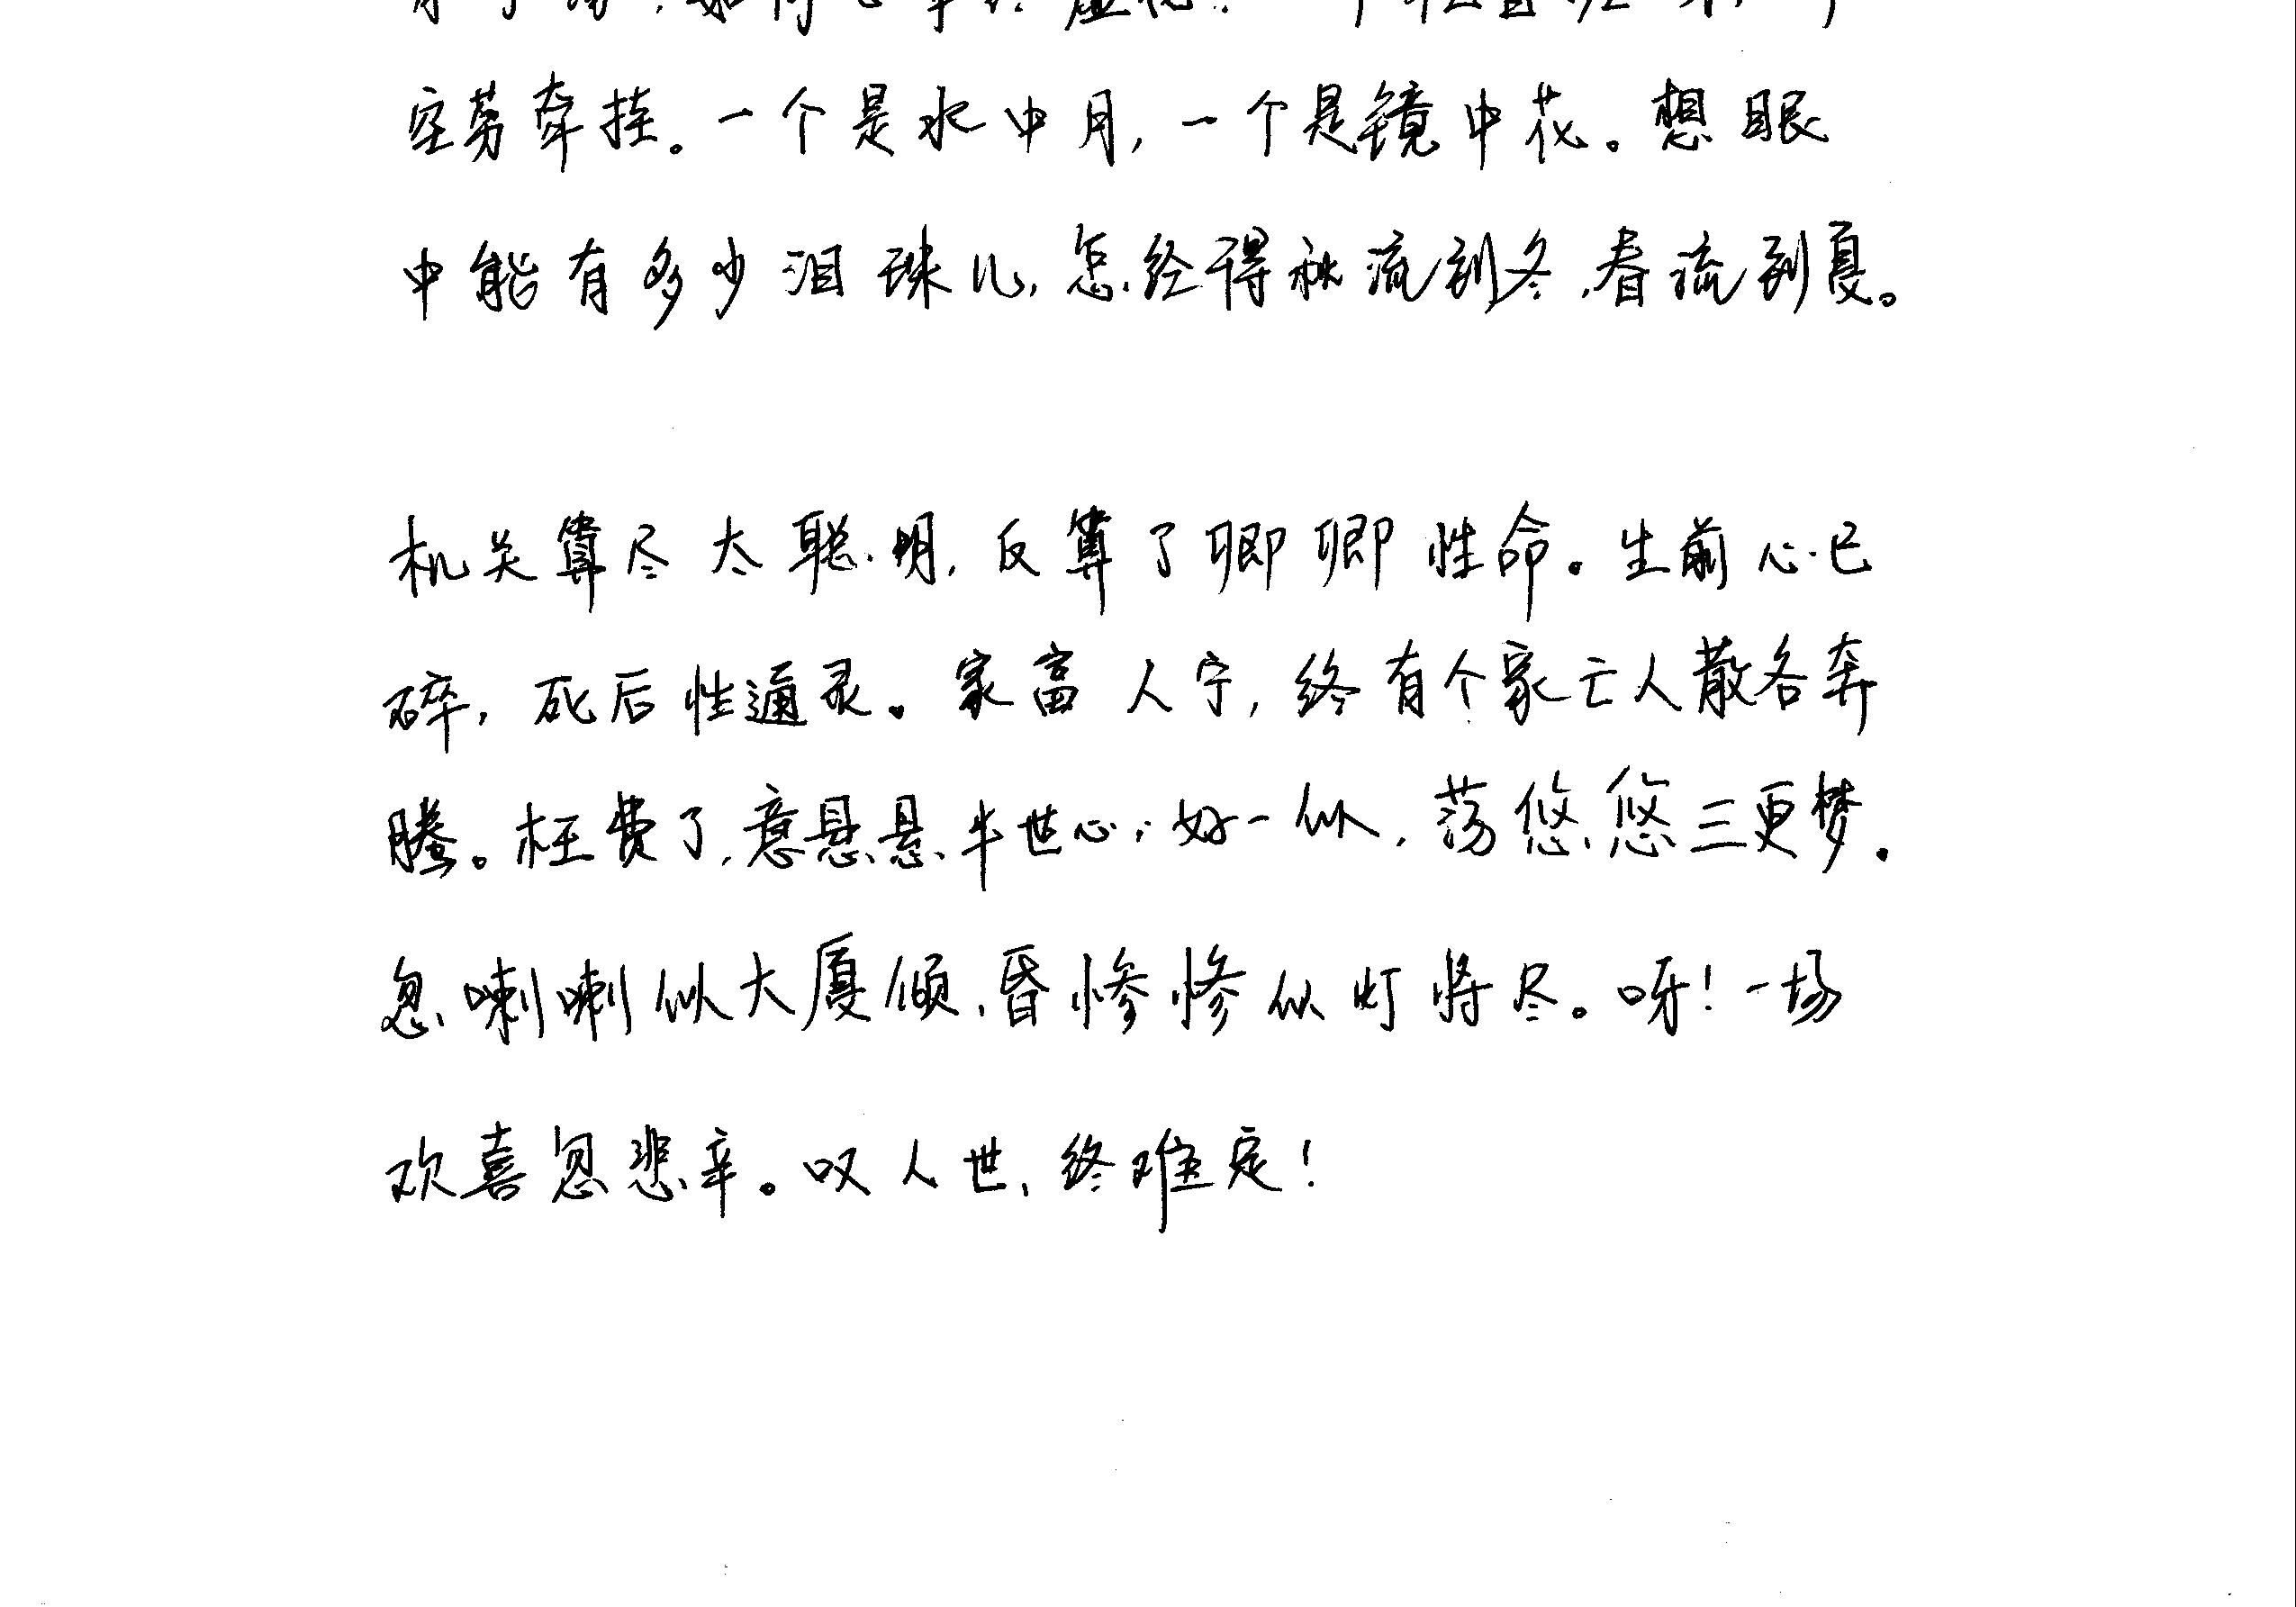 空劳牵挂。一个是水中月，一个是镜中花。想眼
中能有多少泪珠儿，怎经得秋流到冬，春流到夏。
机关算尽太聪明，反算了卿卿性命。生前心已
碎，死后性通灵。家富人宁，终有个家亡人散各奔
腾。枉费了，意悬悬半世心；好一似，荡悠悠三更梦。
忽喇喇似大厦倾，昏惨惨似灯将尽。呀！一场
欢喜忽悲辛。叹人世，终难定！